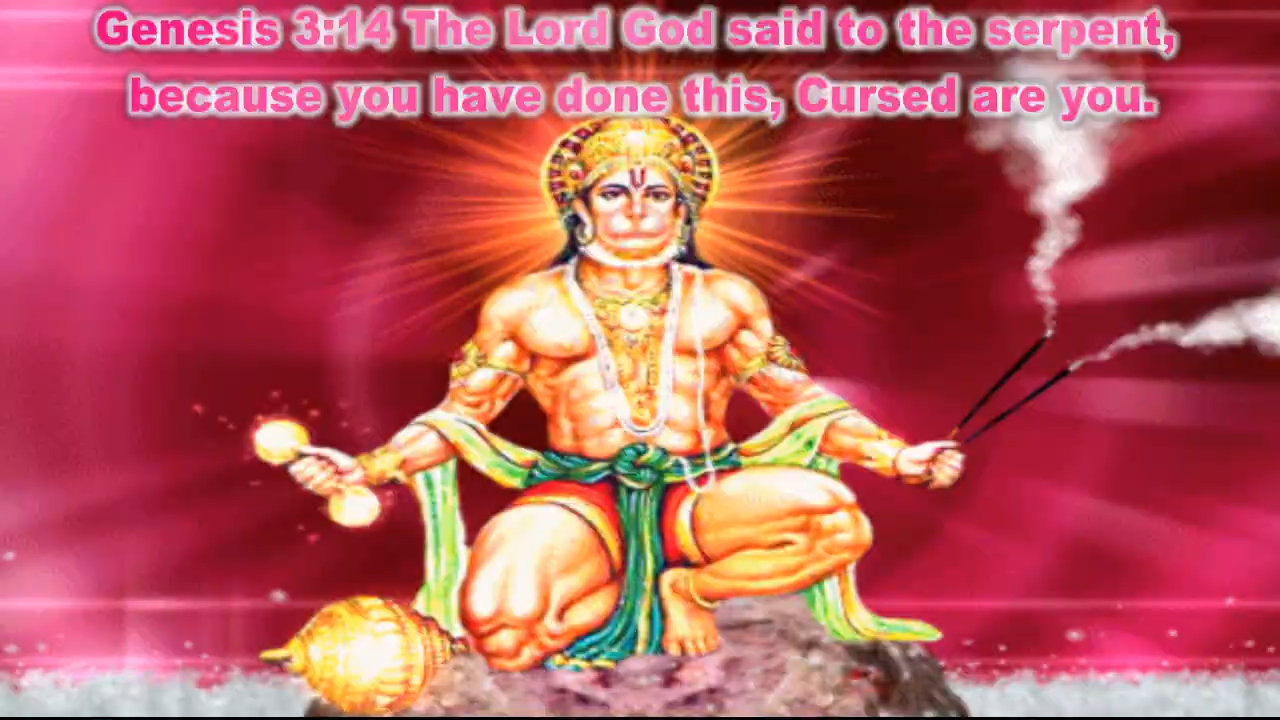 Genesis 3:14 The Lord God said to the serpent,
because you have done this, Cursed are you.